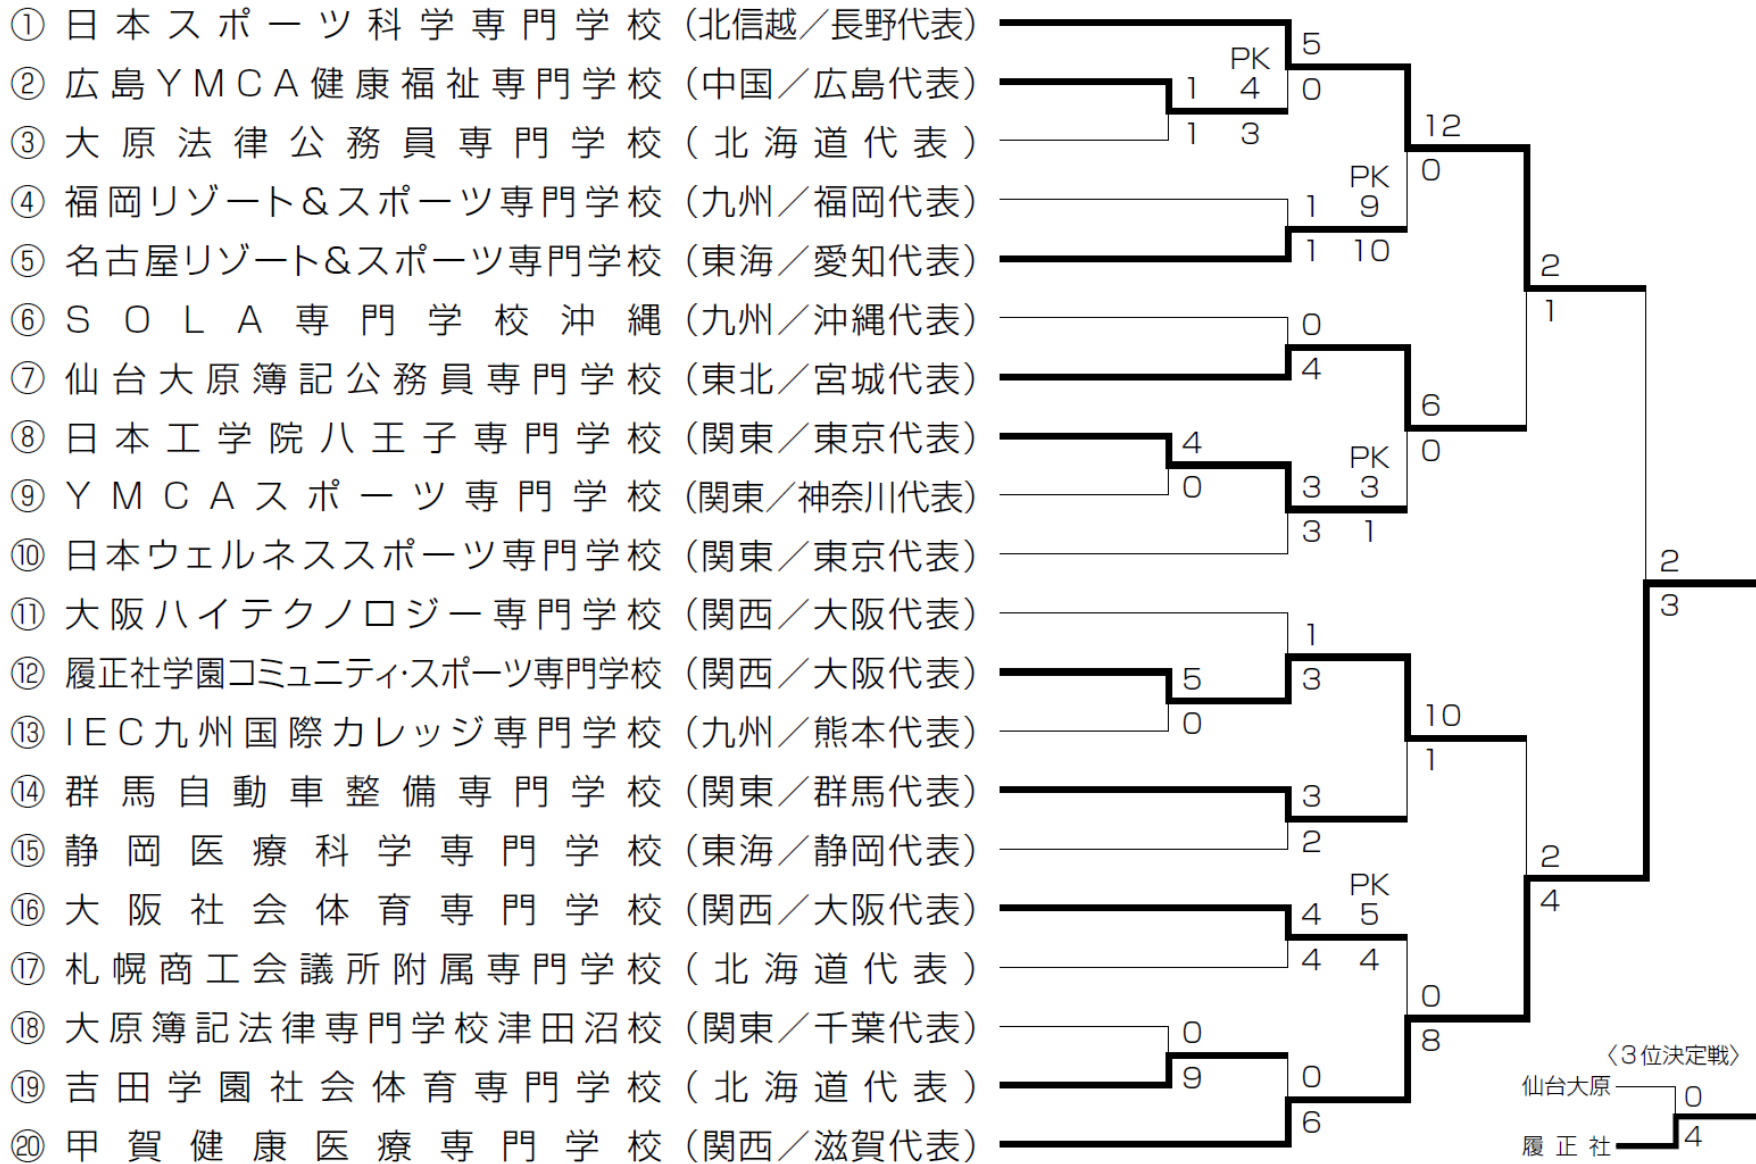 ① 日本スポーツ科学専門学校 (北信越／長野代表)
② 広島YMCA健康福祉専門学校 (中国／広島代表)
③ 大原法律公務員専門学校 (北海道代表)
④ 福岡リゾート&スポーツ専門学校 (九州／福岡代表)
⑤ 名古屋リゾート&スポーツ専門学校 (東海／愛知代表)
⑥ SOLA専門学校沖縄 (九州／沖縄代表)
⑦ 仙台大原簿記公務員専門学校 (東北／宮城代表)
⑧ 日本工学院八王子専門学校 (関東／東京代表)
⑨ YMCAスポーツ専門学校 (関東／神奈川代表)
⑩ 日本ウェルネススポーツ専門学校 (関東／東京代表)
⑪ 大阪ハイテクノロジー専門学校 (関西／大阪代表)
⑫ 履正社学園コミュニティ・スポーツ専門学校 (関西／大阪代表)
⑬ IEC九州国際カレッジ専門学校 (九州／熊本代表)
⑭ 群馬自動車整備専門学校 (関東／群馬代表)
⑮ 静岡医療科学専門学校 (東海／静岡代表)
⑯ 大阪社会体育専門学校 (関西／大阪代表)
⑰ 札幌商工会議所附属専門学校 (北海道代表)
⑱ 大原簿記法律専門学校津田沼校 (関東／千葉代表)
⑲ 吉田学園社会体育専門学校 (北海道代表)
⑳ 甲賀健康医療専門学校 (関西／滋賀代表)
PK
1 4
1 3
4
0
5
0
0
9
5
0
PK
1 9
1 10
0
4
PK
3 3
3 1
1
3
3
2
PK
4 5
4 4
0
6
12
0
6
0
10
1
0
8
2
1
2
4
2
3
〈3位決定戦〉
仙台大原
0
4
履正社